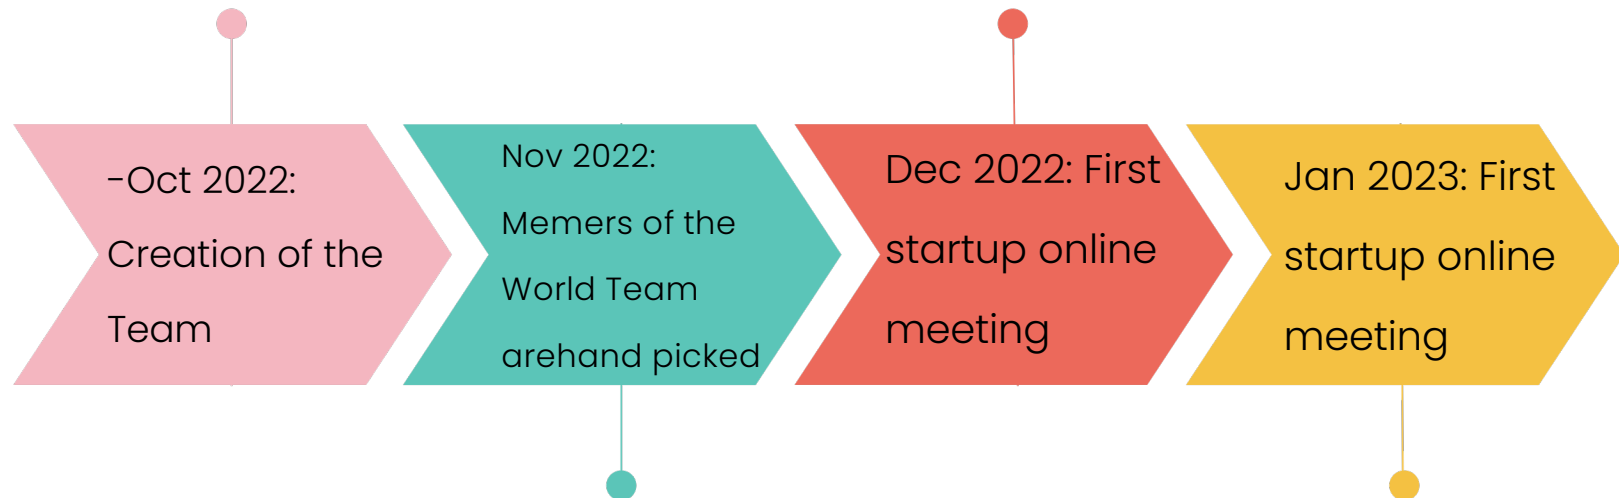 -Oct 2022:
Creation of the
Team
Nov 2022:
Memers of the
World Team
arehand picked
Dec 2022: First
startup online
meeting
Jan 2023: First
startup online
meeting